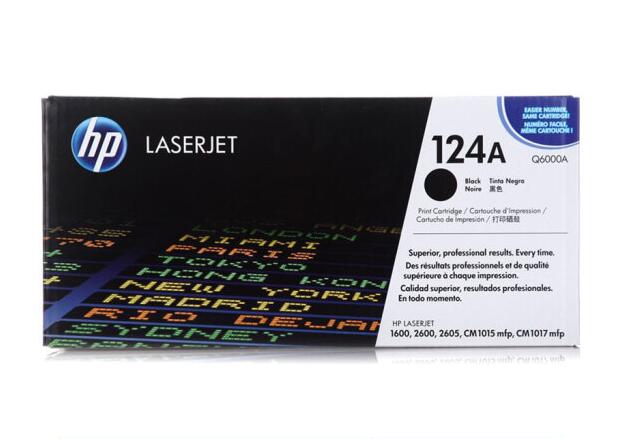 hp
LASERJET
LONDON
MIAMI
PARIS
TOKYO
HONG KONG
NEW YORK
MADRID
RIO DE JAN
SYDNEY
EASIER NUMBER,
SAME CARTRIDGE!
NUMÉRO FACILE,
MÊME CARTOUCHE !
124A
Q6000A
Black Tinta Negra
Noire 黑色
Print Cartridge / Cartouche d'Impression /
Cartucho de Impresión / 打印硒鼓
Superior, professional results. Every time.
Des résultats professionnels et de qualité
supérieure à chaque impression.
Calidad superior, resultados profesionales.
En todo momento.
HP LASERJET
1600, 2600, 2605, CM1015 mfp, CM1017 mfp